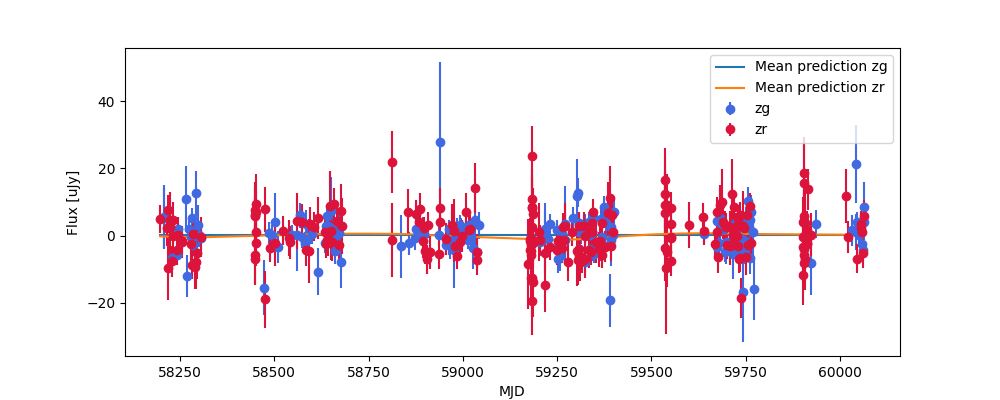 Mean prediction zg
Mean prediction zr
zg
zr
Flux [uJy]
40
20
0
−20
58250 58500 58750 59000 59250 59500 59750 60000
MJD